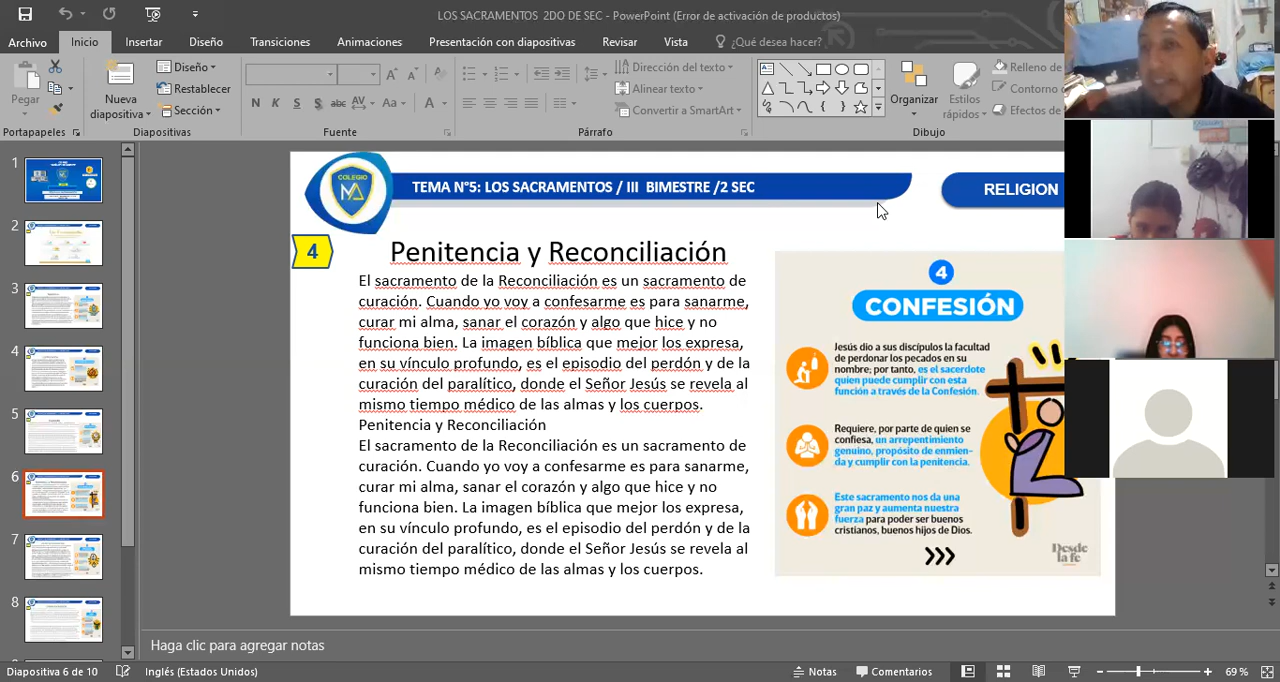 LOS SACRAMENTOS 2DO DE SEC - PowerPoint (Error de activación de productos)
Archivo
Inicio
Insertar
Diseño
Transiciones
Animaciones
Presentación con diapositivas
Revisar
Vista
¿Qué desea hacer?
Pegar
Nueva
diapositiva
Diseño
Restablecer
Sección
N K S S abc AV Aa A
Dirección del texto
Alinear texto
Convertir a SmartArt
Organizar
Estilos
rápidos
Relleno de
Contorno
Efectos de
Portapapeles
Diapositivas
Fuente
Párrafo
Dibujo
1
2
3
4
5
6
7
8
COLEGIO
MA
TEMA N°5: LOS SACRAMENTOS / III BIMESTRE /2 SEC
RELIGION
4
Penitencia y Reconciliación
El sacramento de la Reconciliación es un sacramento de
curación. Cuando yo voy a confesarme es para sanarme,
curar mi alma, sanar el corazón y algo que hice y no
funciona bien. La imagen bíblica que mejor los expresa,
en su vínculo profundo, es el episodio del perdón y de la
curación del paralítico, donde el Señor Jesús se revela al
mismo tiempo médico de las almas y los cuerpos.
Penitencia y Reconciliación
El sacramento de la Reconciliación es un sacramento de
curación. Cuando yo voy a confesarme es para sanarme,
curar mi alma, sanar el corazón y algo que hice y no
funciona bien. La imagen bíblica que mejor los expresa,
en su vínculo profundo, es el episodio del perdón y de la
curación del paralítico, donde el Señor Jesús se revela al
mismo tiempo médico de las almas y los cuerpos.
4
CONFESIÓN
Jesús dio a sus discípulos la facultad
de perdonar los pecados en su
nombre; por tanto, es el sacerdote
quien puede cumplir con esta
función a través de la Confesión.
Requiere, por parte de quien se
confiesa, un arrepentimiento
genuino, propósito de enmien-
da y cumplir con la penitencia.
Este sacramento nos da una
gran paz y aumenta nuestra
fuerza para poder ser buenos
cristianos, buenos hijos de Dios.
Desde
la fe
Haga clic para agregar notas
Diapositiva 6 de 10
Inglés (Estados Unidos)
Notas
Comentarios
69 %